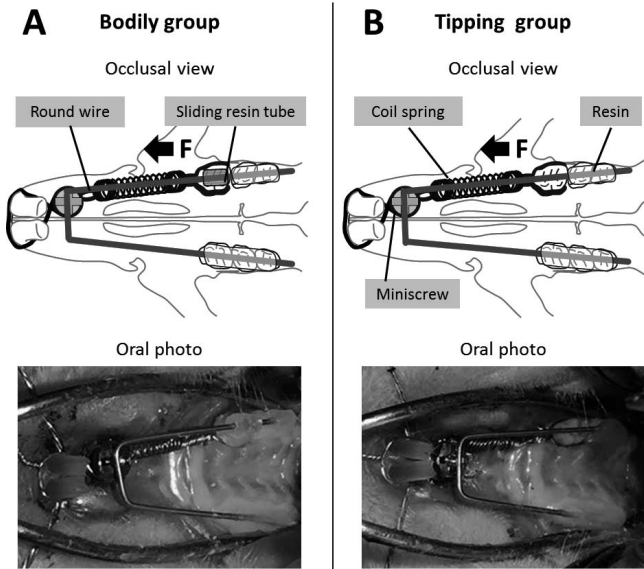 A
Bodily group
Occlusal view
Round wire
Sliding resin tube
F
Oral photo
B
Tipping group
Occlusal view
Coil spring
Resin
F
Miniscrew
Oral photo